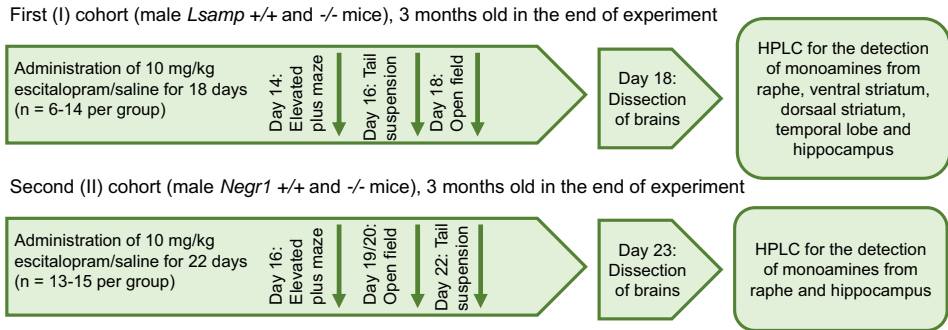 First (I) cohort (male Lsamp +/+ and -/- mice), 3 months old in the end of experiment
Administration of 10 mg/kg
escitalopram/saline for 18 days
(n = 6-14 per group)
Day 14:
Elevated
plus maze
Day 16: Tail
suspension
Day 18:
Open field
Day 18:
Dissection
of brains
HPLC for the detection
of monoamines from
raphe, ventral striatum,
dorsaal striatum,
temporal lobe and
hippocampus
Second (II) cohort (male Negr1 +/+ and -/- mice), 3 months old in the end of experiment
Administration of 10 mg/kg
escitalopram/saline for 22 days
(n = 13-15 per group)
Day 16:
Elevated
plus maze
Day 19/20:
Open field
Day 22: Tail
suspension
Day 23:
Dissection
of brains
HPLC for the detection
of monoamines from
raphe and hippocampus